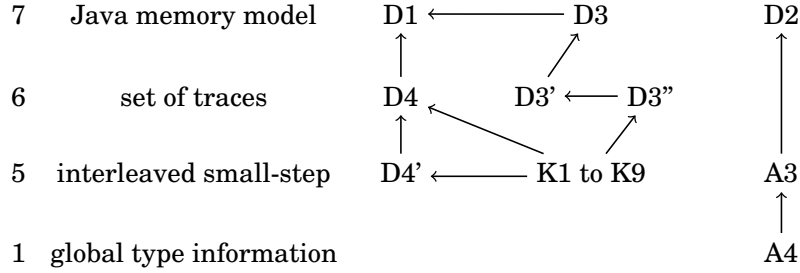 7 Java memory model D1 D3 D2
6 set of traces D4 D3' D3"
5 interleaved small-step D4' K1 to K9 A3
1 global type information A4